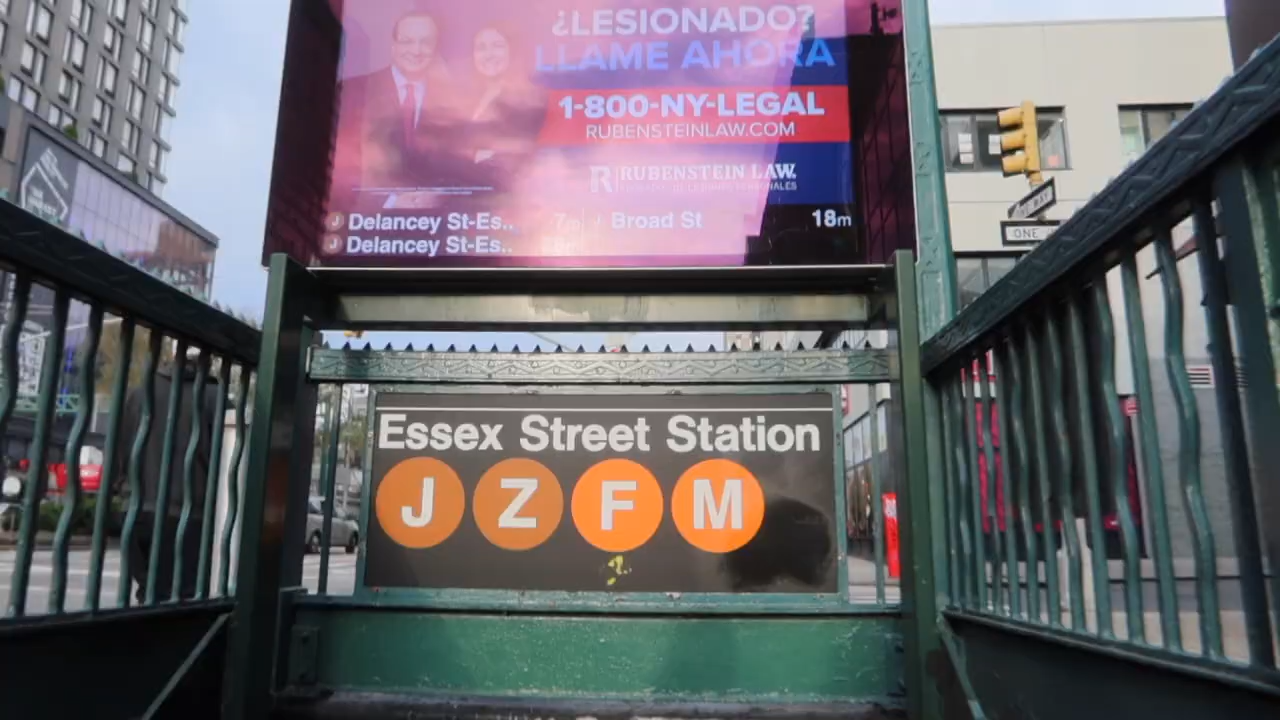 ¿LESIONADO?
LLAME AHORA
1-800-NY-LEGAL
RUBENSTEINLAW.COM
R RUBENSTEIN LAW.
J Delancey St-Es.. 7m
J Broad St 18m
J Delancey St-Es..
ONE
Essex Street Station
J Z F M